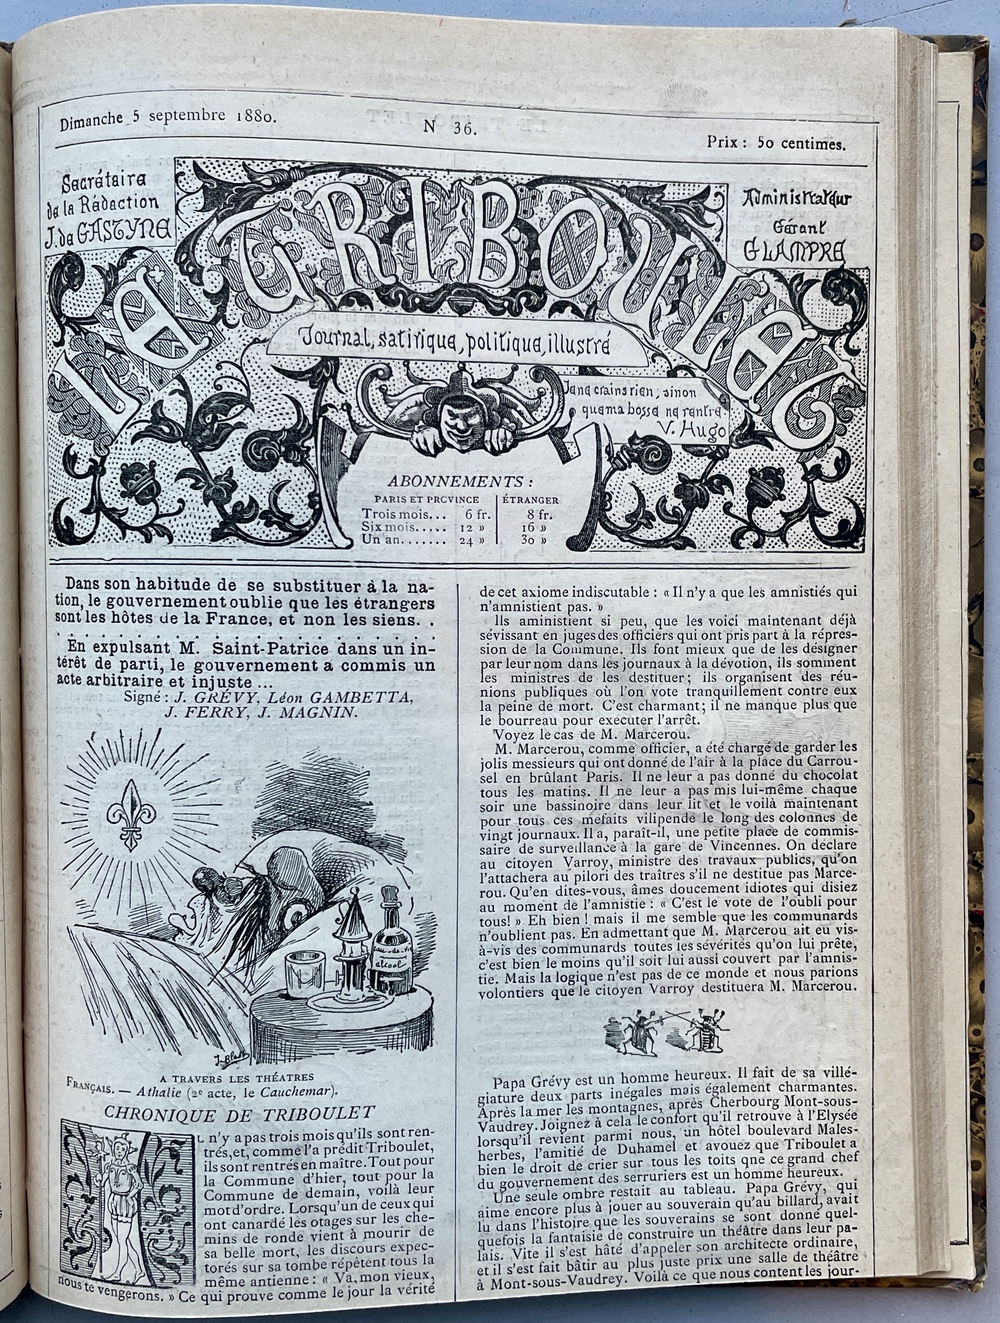 Dimanche 5 septembre 1880.
N 36.
Prix : 50 centimes.
Secrétaire
de la Rédaction
J. de GASTYNE
Administrateur
Gérant
G LAMPRE
LE TRIBOULET
Journal, satirique, politique, illustré
Je ne crains rien, sinon
que ma bosse ne rentre.
V. Hugo
ABONNEMENTS :
PARIS ET PROVINCE ÉTRANGER
Trois mois... 6 fr. 8 fr.
Six mois..... 12 » 16 »
Un an....... 24 » 30 »
Dans son habitude de se substituer à la na-
tion, le gouvernement oublie que les étrangers
sont les hôtes de la France, et non les siens. . .
. . . . . . . . . . . . . . . . . . . . .
En expulsant M. Saint-Patrice dans un in-
térêt de parti, le gouvernement a commis un
acte arbitraire et injuste ...
Signé : J. GRÉVY, Léon GAMBETTA,
J. FERRY, J. MAGNIN.
alcool
J. Blass
A TRAVERS LES THÉATRES
FRANÇAIS. — Athalie (2e acte, le Cauchemar).
CHRONIQUE DE TRIBOULET
L n'y a pas trois mois qu'ils sont ren-
trés, et, comme l'a prédit Triboulet,
ils sont rentrés en maître. Tout pour
la Commune d'hier, tout pour la
Commune de demain, voilà leur
mot d'ordre. Lorsqu'un de ceux qui
ont canardé les otages sur les che-
mins de ronde vient à mourir de
sa belle mort, les discours expec-
torés sur sa tombe répètent tous la
même antienne : « Va, mon vieux,
nous te vengerons. » Ce qui prouve comme le jour la vérité
de cet axiome indiscutable : « Il n'y a que les amnistiés qui
n'amnistient pas. »
Ils amnistient si peu, que les voici maintenant déjà
sévissant en juges des officiers qui ont pris part à la répres-
sion de la Commune. Ils font mieux que de les désigner
par leur nom dans les journaux à la dévotion, ils somment
les ministres de les destituer ; ils organisent des réu-
nions publiques où l'on vote tranquillement contre eux
la peine de mort. C'est charmant ; il ne manque plus que
le bourreau pour exécuter l'arrêt.
Voyez le cas de M. Marcerou.
M. Marcerou, comme officier, a été chargé de garder les
jolis messieurs qui ont donné de l'air à la place du Carrou-
sel en brûlant Paris. Il ne leur a pas donné du chocolat
tous les matins. Il ne leur a pas mis lui-même chaque
soir une bassinoire dans leur lit et le voilà maintenant
pour tous ces méfaits vilipendé le long des colonnes de
vingt journaux. Il a, paraît-il, une petite place de commis-
saire de surveillance à la gare de Vincennes. On déclare
au citoyen Varroy, ministre des travaux publics, qu'on
l'attachera au pilori des traîtres s'il ne destitue pas Marce-
rou. Qu'en dites-vous, âmes doucement idiotes qui disiez
au moment de l'amnistie : « C'est le vote de l'oubli pour
tous ! » Eh bien ! mais il me semble que les communards
n'oublient pas. En admettant que M. Marcerou ait eu vis-
à-vis des communards toutes les sévérités qu'on lui prête,
c'est bien le moins qu'il soit lui aussi couvert par l'amnis-
tie. Mais la logique n'est pas de ce monde et nous parions
volontiers que le citoyen Varroy destituera M. Marcerou.
Papa Grévy est un homme heureux. Il fait de sa villé-
giature deux parts inégales mais également charmantes.
Après la mer les montagnes, après Cherbourg Mont-sous-
Vaudrey. Joignez à cela le confort qu'il retrouve à l'Elysée
lorsqu'il revient parmi nous, un hôtel boulevard Males-
herbes, l'amitié de Duhamel et avouez que Triboulet a
bien le droit de crier sur tous les toits que ce grand chef
du gouvernement des serruriers est un homme heureux.
Une seule ombre restait au tableau. Papa Grévy, qui
aime encore plus à jouer au souverain qu'au billard, avait
lu dans l'histoire que les souverains se sont donné quel-
quefois la fantaisie de construire un théâtre dans leur pa-
lais. Vite il s'est hâté d'appeler son architecte ordinaire,
et il s'est fait bâtir au plus juste prix une salle de théâtre
à Mont-sous-Vaudrey. Voilà ce que nous content les jour-